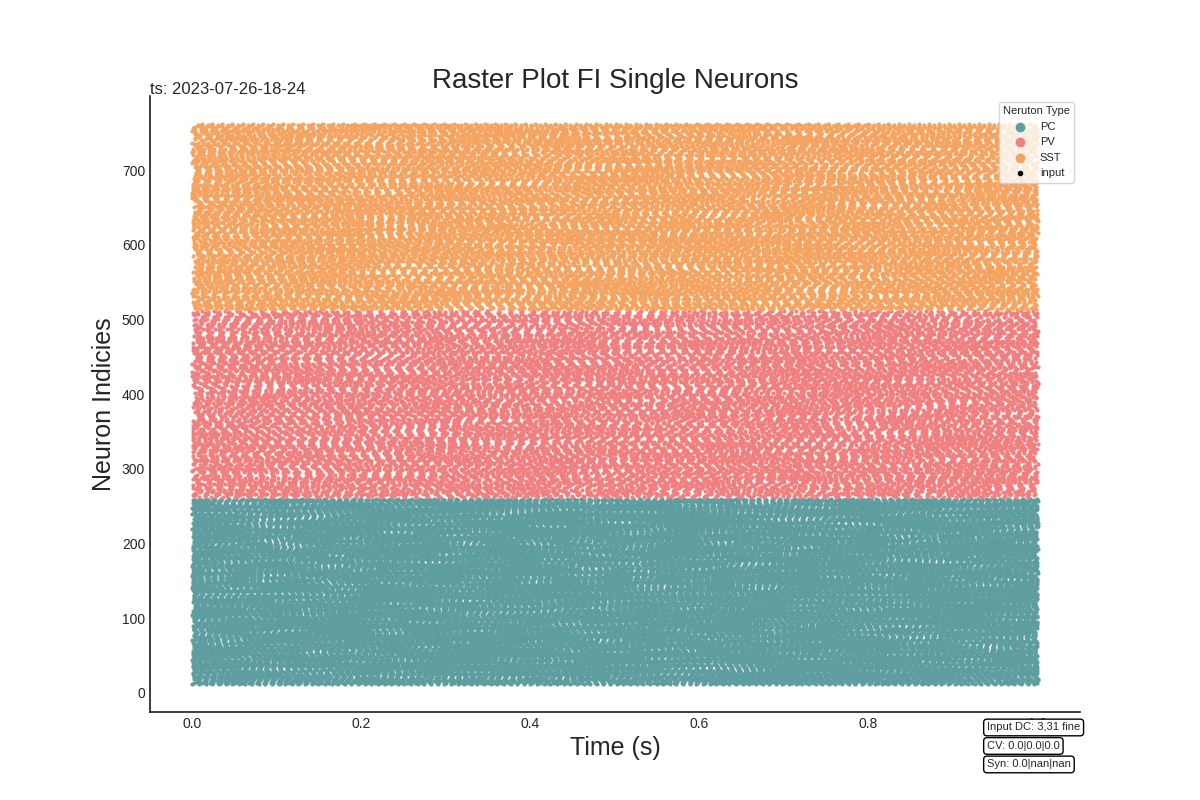 Raster Plot FI Single Neurons
ts: 2023-07-26-18-24
Neruton Type
PC
PV
SST
input
700
600
500
400
300
200
100
0
Neuron Indicies
0.0
0.2
0.4
0.6
0.8
Time (s)
Input DC: 3,31 fine
CV: 0.0|0.0|0.0
Syn: 0.0|nan|nan